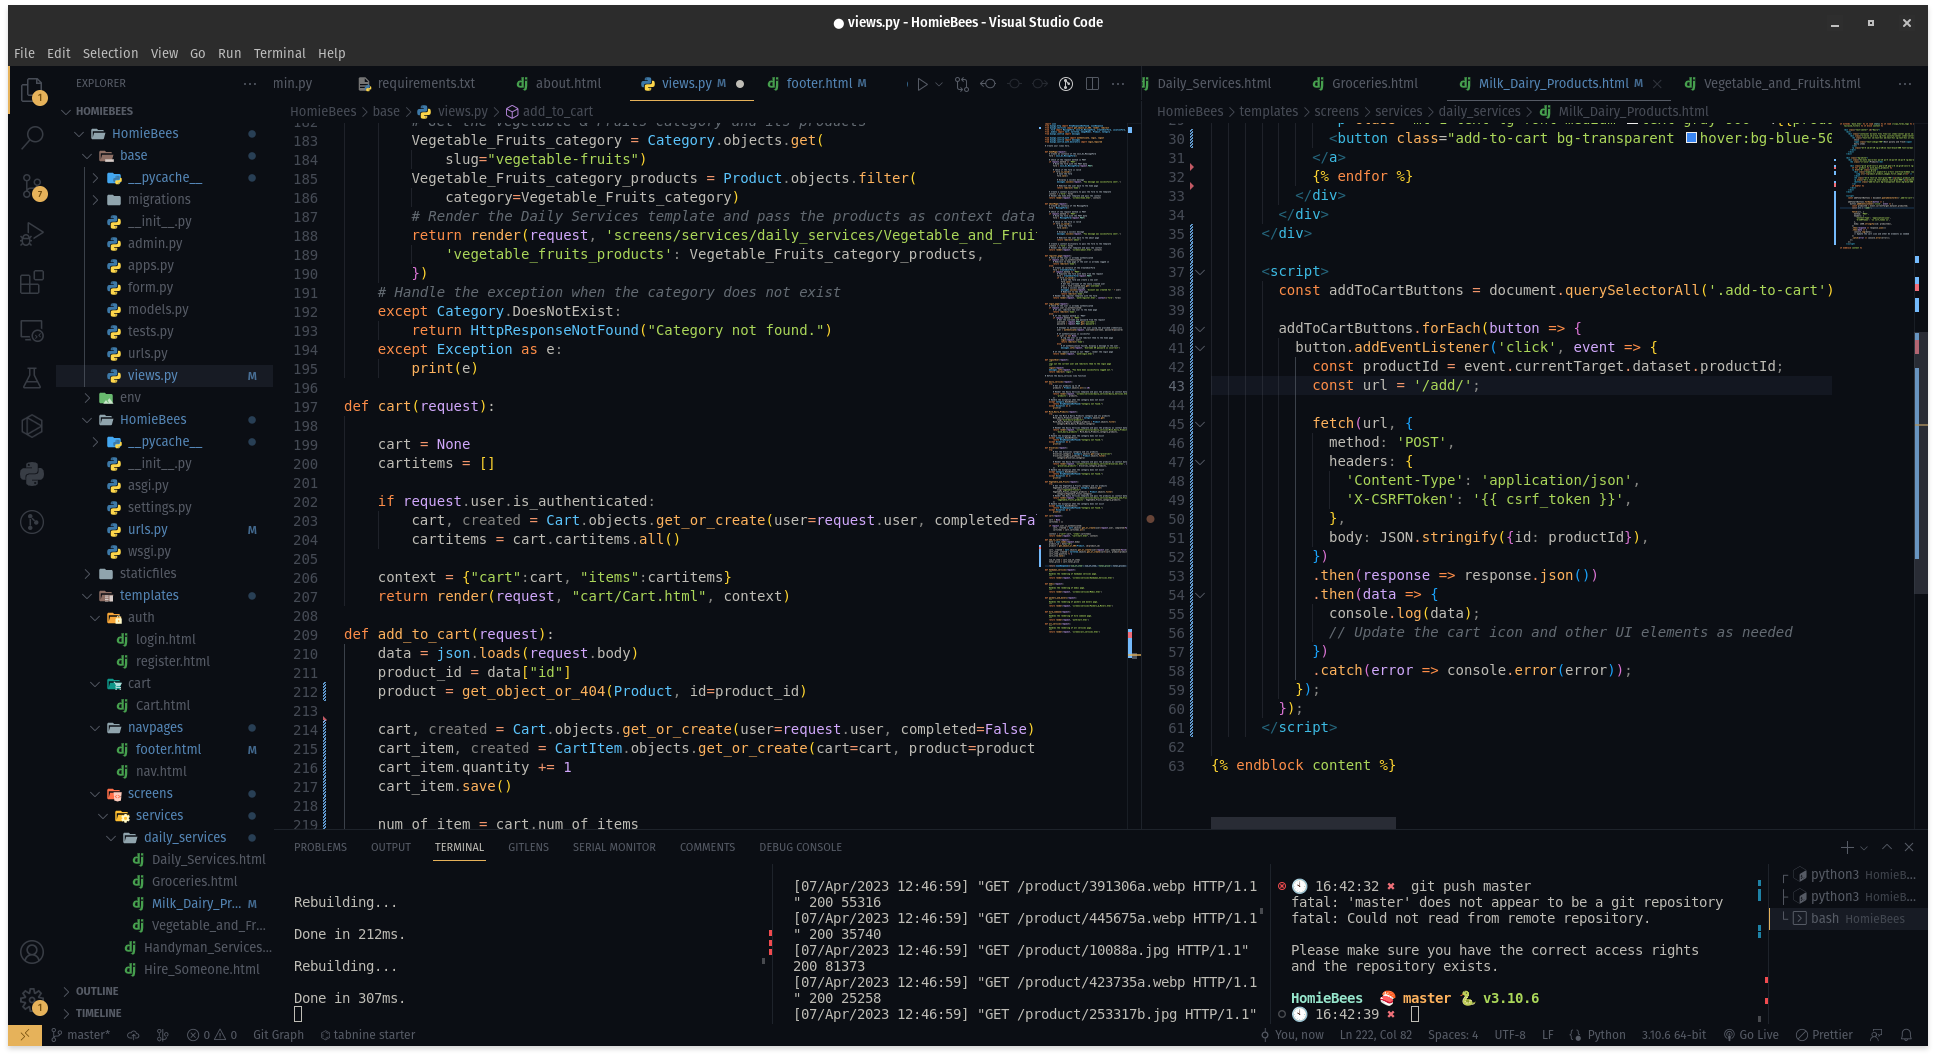 ● views.py - HomieBees - Visual Studio Code
File Edit Selection View Go Run Terminal Help
EXPLORER
HOMIEBEES
HomieBees
base
__pycache__
migrations
__init__.py
admin.py
apps.py
form.py
models.py
tests.py
urls.py
views.py M
env
HomieBees
__pycache__
__init__.py
asgi.py
settings.py
urls.py M
wsgi.py
staticfiles
templates
auth
login.html
register.html
cart
Cart.html
navpages
footer.html M
nav.html
screens
services
daily_services
Daily_Services.html
Groceries.html
Milk_Dairy_Pr... M
Vegetable_and_Fr...
Handyman_Services...
Hire_Someone.html
OUTLINE
TIMELINE
min.py requirements.txt about.html views.py M footer.html M
HomieBees > base > views.py > add_to_cart
183 Vegetable_Fruits_category = Category.objects.get(
184 slug="vegetable-fruits")
185 Vegetable_Fruits_category_products = Product.objects.filter(
186 category=Vegetable_Fruits_category)
187 # Render the Daily Services template and pass the products as context data
188 return render(request, 'screens/services/daily_services/Vegetable_and_Frui
189 'vegetable_fruits_products': Vegetable_Fruits_category_products,
190 })
191 # Handle the exception when the category does not exist
192 except Category.DoesNotExist:
193 return HttpResponseNotFound("Category not found.")
194 except Exception as e:
195 print(e)
196
197 def cart(request):
198
199 cart = None
200 cartitems = []
201
202 if request.user.is_authenticated:
203 cart, created = Cart.objects.get_or_create(user=request.user, completed=Fa
204 cartitems = cart.cartitems.all()
205
206 context = {"cart":cart, "items":cartitems}
207 return render(request, "cart/Cart.html", context)
208
209 def add_to_cart(request):
210 data = json.loads(request.body)
211 product_id = data["id"]
212 product = get_object_or_404(Product, id=product_id)
213
214 cart, created = Cart.objects.get_or_create(user=request.user, completed=False)
215 cart_item, created = CartItem.objects.get_or_create(cart=cart, product=product
216 cart_item.quantity += 1
217 cart_item.save()
218
219 num_of_item = cart.num_of_items
Daily_Services.html Groceries.html Milk_Dairy_Products.html M Vegetable_and_Fruits.html
HomieBees > templates > screens > services > daily_services > Milk_Dairy_Products.html
30 <button class="add-to-cart bg-transparent hover:bg-blue-50
31 </a>
32 {% endfor %}
33 </div>
34 </div>
35 </div>
36
37 <script>
38 const addToCartButtons = document.querySelectorAll('.add-to-cart')
39
40 addToCartButtons.forEach(button => {
41 button.addEventListener('click', event => {
42 const productId = event.currentTarget.dataset.productId;
43 const url = '/add/';
44
45 fetch(url, {
46 method: 'POST',
47 headers: {
48 'Content-Type': 'application/json',
49 'X-CSRFToken': '{{ csrf_token }}',
50 },
51 body: JSON.stringify({id: productId}),
52 })
53 .then(response => response.json())
54 .then(data => {
55 console.log(data);
56 // Update the cart icon and other UI elements as needed
57 })
58 .catch(error => console.error(error));
59 });
60 });
61 </script>
62
63 {% endblock content %}
PROBLEMS OUTPUT TERMINAL GITLENS SERIAL MONITOR COMMENTS DEBUG CONSOLE
Rebuilding...
Done in 212ms.
Rebuilding...
Done in 307ms.
[07/Apr/2023 12:46:59] "GET /product/391306a.webp HTTP/1.1
" 200 55316
[07/Apr/2023 12:46:59] "GET /product/445675a.webp HTTP/1.1
" 200 35740
[07/Apr/2023 12:46:59] "GET /product/10088a.jpg HTTP/1.1"
200 81373
[07/Apr/2023 12:46:59] "GET /product/423735a.webp HTTP/1.1
" 200 25258
[07/Apr/2023 12:46:59] "GET /product/253317b.jpg HTTP/1.1"
16:42:32 ✖ git push master
fatal: 'master' does not appear to be a git repository
fatal: Could not read from remote repository.
Please make sure you have the correct access rights
and the repository exists.
HomieBees 🍣 master 🐍 v3.10.6
16:42:39 ✖
python3 HomieB...
python3 HomieB...
bash HomieBees
master* 0 0 Git Graph tabnine starter You, now Ln 222, Col 82 Spaces: 4 UTF-8 LF Python 3.10.6 64-bit Go Live Prettier